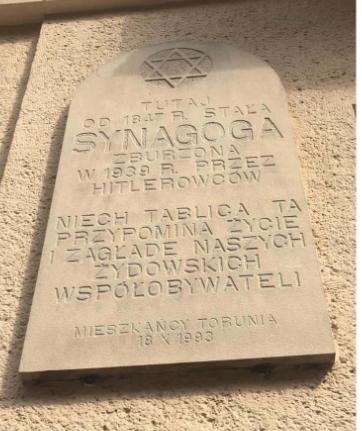 TUTAJ
OD 1847 R. STAŁA
SYNAGOGA
ZBURZONA
W 1939 R. PRZEZ
HITLEROWCÓW
NIECH TABLICA TA
PRZYPOMINA ŻYCIE
I ZAGŁADĘ NASZYCH
ŻYDOWSKICH
WSPÓŁOBYWATELI
MIESZKAŃCY TORUNIA
18 X 1993